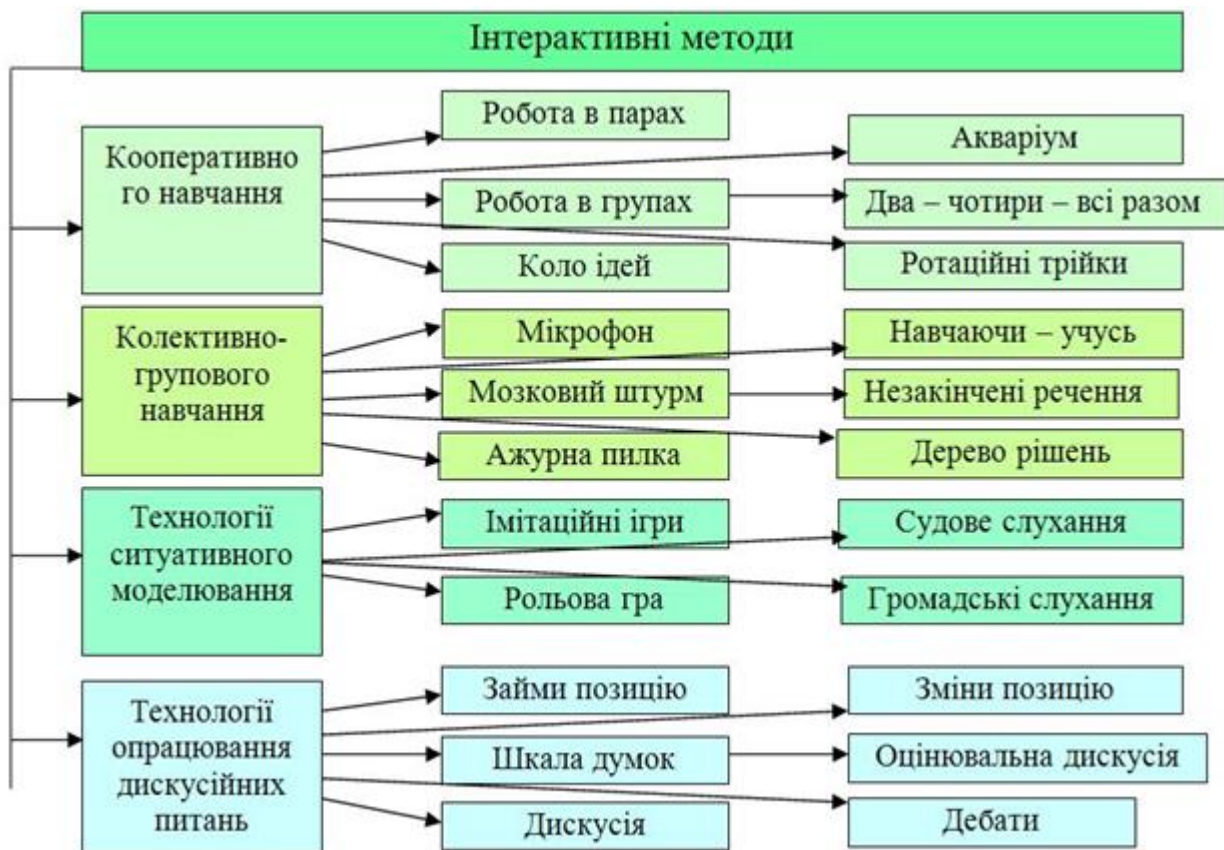 Інтерактивні методи
Кооперативно
го навчання
Робота в парах
Акваріум
Робота в групах
Два – чотири – всі разом
Коло ідей
Ротаційні трійки
Колективно-
групового
навчання
Мікрофон
Навчаючи – учусь
Мозковий штурм
Незакінчені речення
Ажурна пилка
Дерево рішень
Технології
ситуативного
моделювання
Імітаційні ігри
Судове слухання
Рольова гра
Громадські слухання
Технології
опрацювання
дискусійних
питань
Займи позицію
Зміни позицію
Шкала думок
Оцінювальна дискусія
Дискусія
Дебати